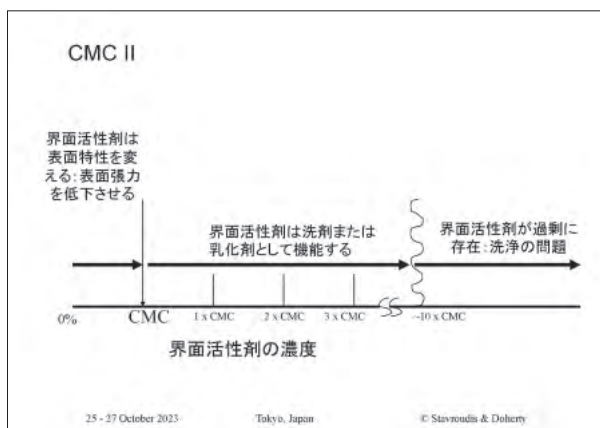 CMC II
界面活性剤は
表面特性を変
える：表面張力
を低下させる
界面活性剤は洗剤または
乳化剤として機能する
界面活性剤が過剰に
存在：洗浄の問題
0%
CMC
1 x CMC
2 x CMC
3 x CMC
~10 x CMC
界面活性剤の濃度
25 - 27 October 2023
Tokyo, Japan
© Stavroudis & Doherty